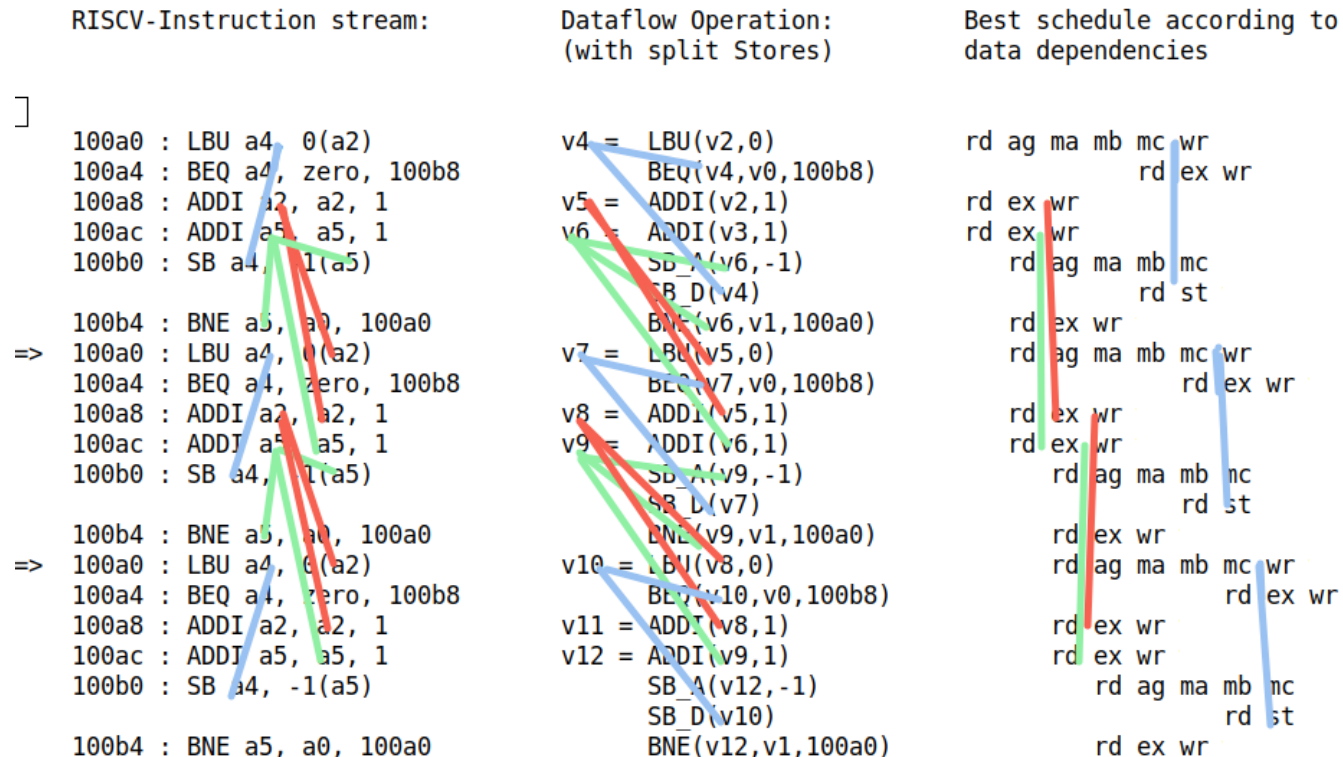 RISCV-Instruction stream: Dataflow Operation: Best schedule according to
(with split Stores) data dependencies
]
100a0 : LBU a4, 0(a2) v4 = LBU(v2,0) rd ag ma mb mc wr
100a4 : BEQ a4, zero, 100b8 BEQ(v4,v0,100b8) rd ex wr
100a8 : ADDI a2, a2, 1 v5 = ADDI(v2,1) rd ex wr
100ac : ADDI a5, a5, 1 v6 = ADDI(v3,1) rd ex wr
100b0 : SB a4, -1(a5) SB_A(v6,-1) rd ag ma mb mc
SB_D(v4) rd st
100b4 : BNE a5, a0, 100a0 BNE(v6,v1,100a0) rd ex wr
=> 100a0 : LBU a4, 0(a2) v7 = LBU(v5,0) rd ag ma mb mc wr
100a4 : BEQ a4, zero, 100b8 BEQ(v7,v0,100b8) rd ex wr
100a8 : ADDI a2, a2, 1 v8 = ADDI(v5,1) rd ex wr
100ac : ADDI a5, a5, 1 v9 = ADDI(v6,1) rd ex wr
100b0 : SB a4, -1(a5) SB_A(v9,-1) rd ag ma mb mc
SB_D(v7) rd st
100b4 : BNE a5, a0, 100a0 BNE(v9,v1,100a0) rd ex wr
=> 100a0 : LBU a4, 0(a2) v10 = LBU(v8,0) rd ag ma mb mc wr
100a4 : BEQ a4, zero, 100b8 BEQ(v10,v0,100b8) rd ex wr
100a8 : ADDI a2, a2, 1 v11 = ADDI(v8,1) rd ex wr
100ac : ADDI a5, a5, 1 v12 = ADDI(v9,1) rd ex wr
100b0 : SB a4, -1(a5) SB_A(v12,-1) rd ag ma mb mc
SB_D(v10) rd st
100b4 : BNE a5, a0, 100a0 BNE(v12,v1,100a0) rd ex wr